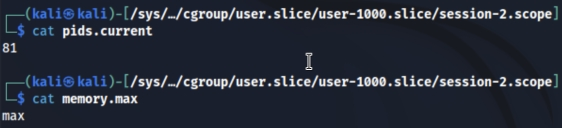 ┌──(kali㉿kali)-[/sys/…/cgroup/user.slice/user-1000.slice/session-2.scope]
└─$ cat pids.current
81
┌──(kali㉿kali)-[/sys/…/cgroup/user.slice/user-1000.slice/session-2.scope]
└─$ cat memory.max
max